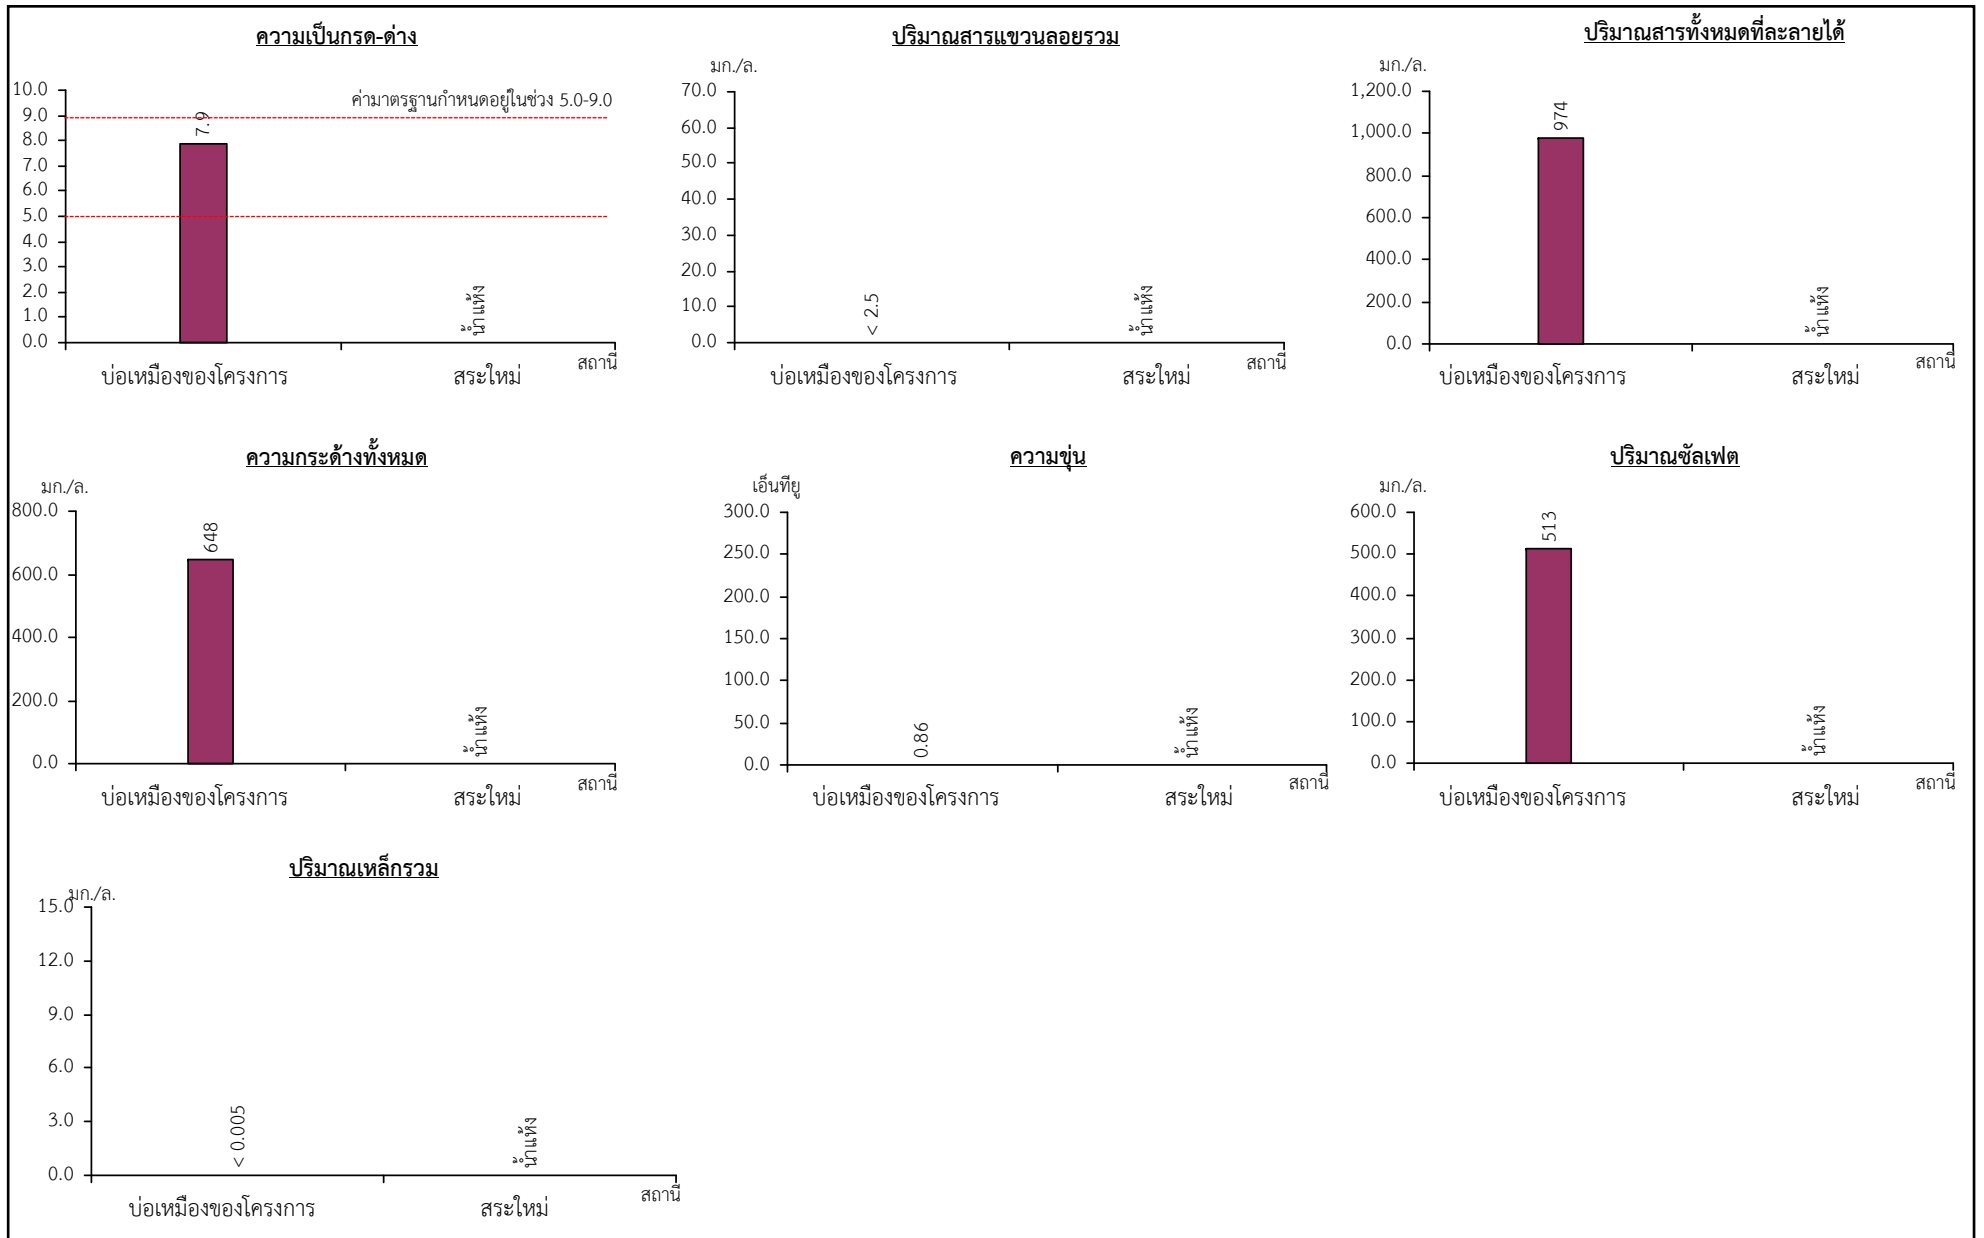 ความเป็นกรด-ด่าง
10.0
9.0
8.0
7.0
6.0
5.0
4.0
3.0
2.0
1.0
0.0
ค่ามาตรฐานกำหนดอยู่ในช่วง 5.0-9.0
7.9
น้ำแห้ง
บ่อเหมืองของโครงการ
สระใหม่
สถานี
ปริมาณสารแขวนลอยรวม
มก./ล.
70.0
60.0
50.0
40.0
30.0
20.0
10.0
0.0
< 2.5
น้ำแห้ง
บ่อเหมืองของโครงการ
สระใหม่
สถานี
ปริมาณสารทั้งหมดที่ละลายได้
มก./ล.
1,200.0
1,000.0
800.0
600.0
400.0
200.0
0.0
974
น้ำแห้ง
บ่อเหมืองของโครงการ
สระใหม่
สถานี
ความกระด้างทั้งหมด
มก./ล.
800.0
600.0
400.0
200.0
0.0
648
น้ำแห้ง
บ่อเหมืองของโครงการ
สระใหม่
สถานี
ความขุ่น
เอ็นทียู
300.0
250.0
200.0
150.0
100.0
50.0
0.0
0.86
น้ำแห้ง
บ่อเหมืองของโครงการ
สระใหม่
สถานี
ปริมาณซัลเฟต
มก./ล.
600.0
500.0
400.0
300.0
200.0
100.0
0.0
513
น้ำแห้ง
บ่อเหมืองของโครงการ
สระใหม่
สถานี
ปริมาณเหล็กรวม
มก./ล.
15.0
12.0
9.0
6.0
3.0
0.0
< 0.005
น้ำแห้ง
บ่อเหมืองของโครงการ
สระใหม่
สถานี